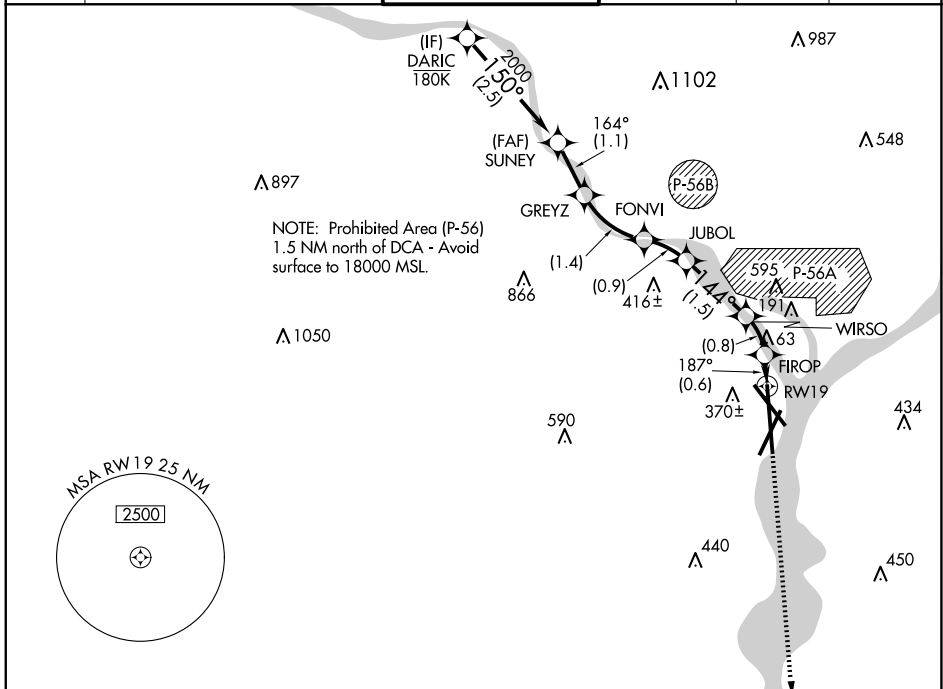 (IF)
DARIC
180K
2000
150°
(2.5)
987
1102
(FAF)
SUNEY
164°
(1.1)
548
897
P-56B
GREYZ
FONVI
NOTE: Prohibited Area (P-56)
1.5 NM north of DCA - Avoid
surface to 18000 MSL.
JUBOL
(1.4)
(0.9)
866
416±
144°
(1.5)
595
P-56A
191
WIRSO
1050
(0.8)
63
FIROP
187°
(0.6)
RW19
370±
590
434
MSA RW19 25 NM
2500
440
450